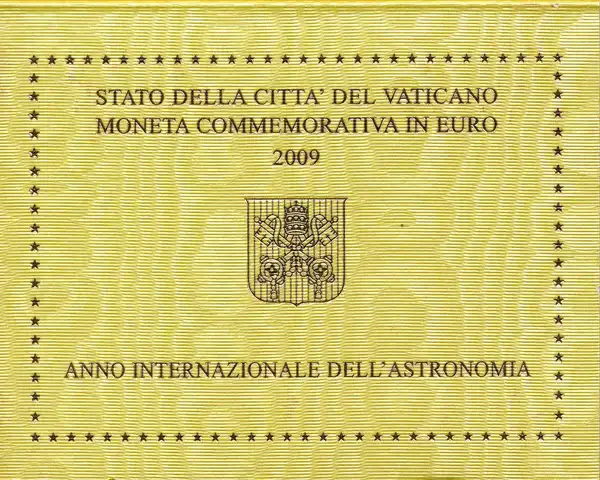 STATO DELLA CITTA' DEL VATICANO
MONETA COMMEMORATIVA IN EURO
2009
ANNO INTERNAZIONALE DELL'ASTRONOMIA